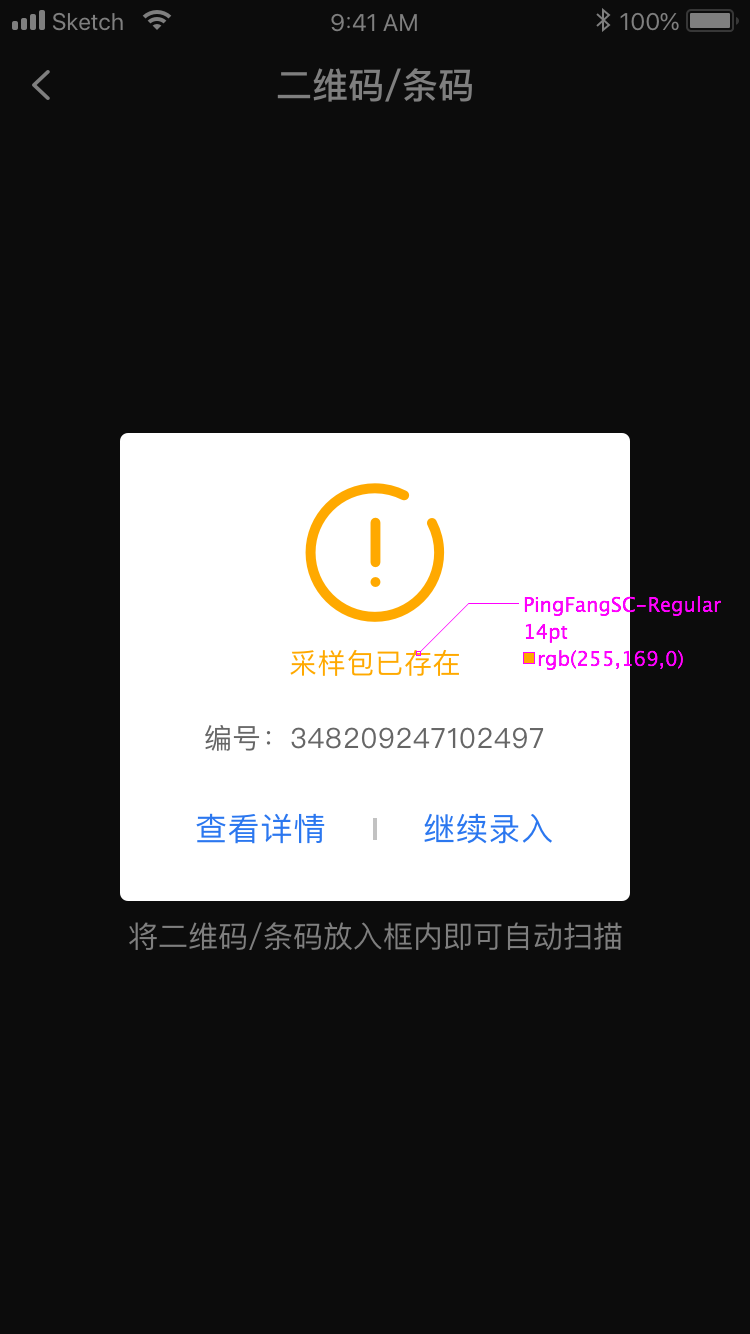 Sketch 9:41 AM 100%
二维码/条码
PingFangSC-Regular
14pt
rgb(255,169,0)
采样包已存在
编号：348209247102497
查看详情 | 继续录入
将二维码/条码放入框内即可自动扫描